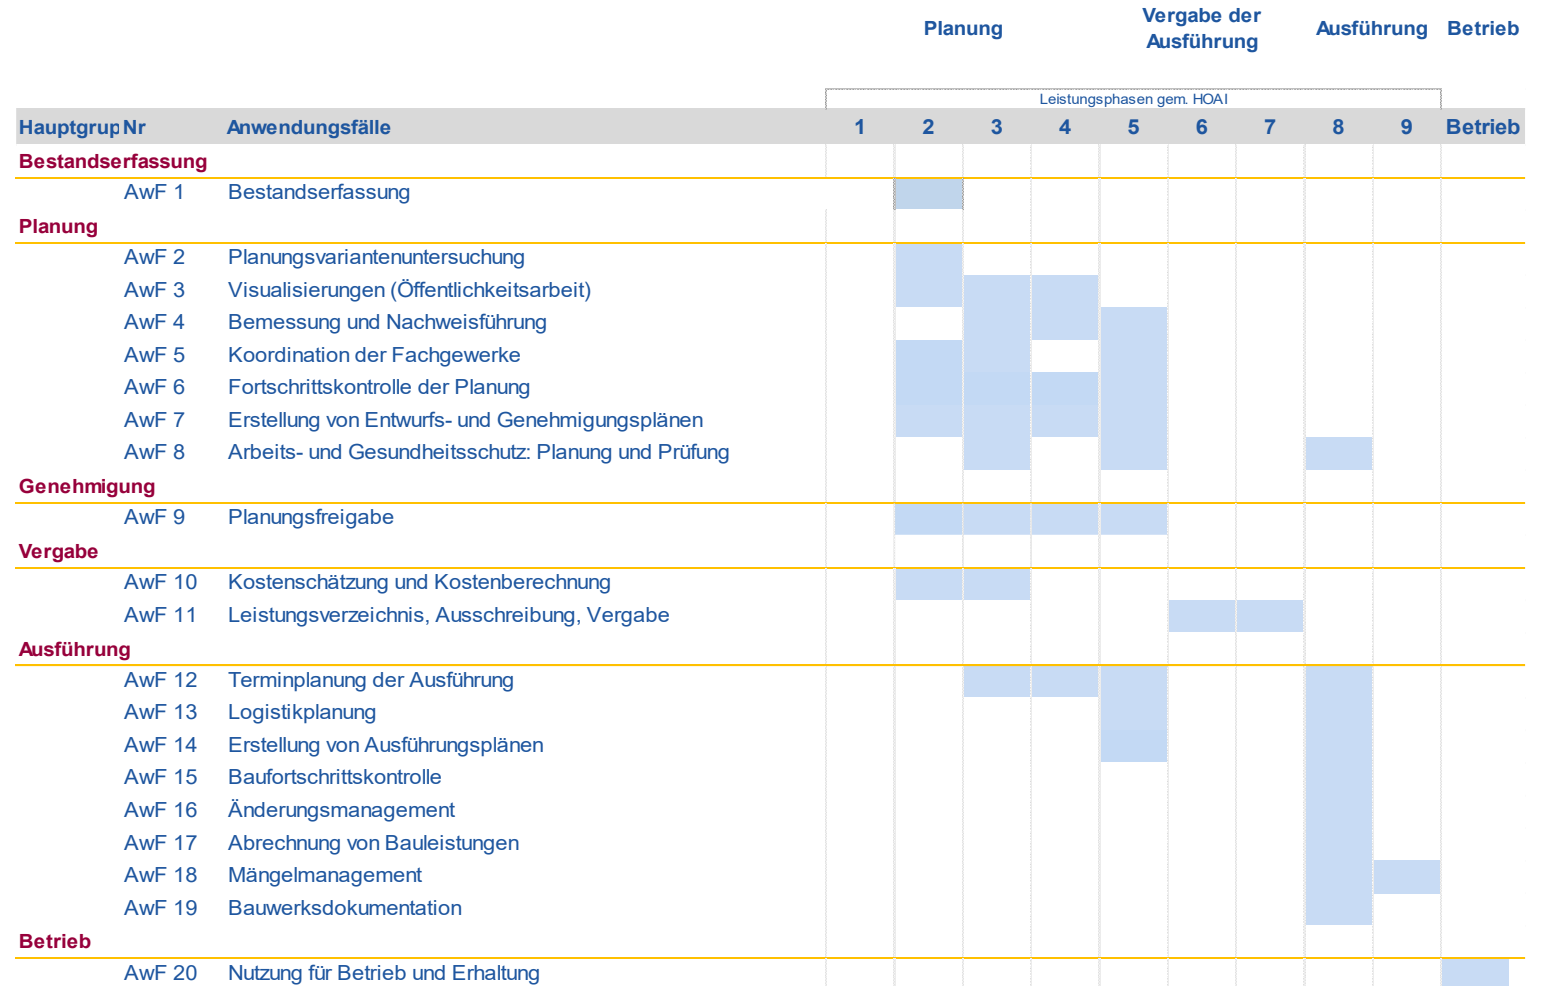 Planung Vergabe der Ausführung Betrieb
Ausführung
Leistungsphasen gem. HOAI
Hauptgrup Nr Anwendungsfälle 1 2 3 4 5 6 7 8 9 Betrieb
Bestandserfassung
AwF 1 Bestandserfassung
Planung
AwF 2 Planungsvariantenuntersuchung
AwF 3 Visualisierungen (Öffentlichkeitsarbeit)
AwF 4 Bemessung und Nachweisführung
AwF 5 Koordination der Fachgewerke
AwF 6 Fortschrittskontrolle der Planung
AwF 7 Erstellung von Entwurfs- und Genehmigungsplänen
AwF 8 Arbeits- und Gesundheitsschutz: Planung und Prüfung
Genehmigung
AwF 9 Planungsfreigabe
Vergabe
AwF 10 Kostenschätzung und Kostenberechnung
AwF 11 Leistungsverzeichnis, Ausschreibung, Vergabe
Ausführung
AwF 12 Terminplanung der Ausführung
AwF 13 Logistikplanung
AwF 14 Erstellung von Ausführungsplänen
AwF 15 Baufortschrittskontrolle
AwF 16 Änderungsmanagement
AwF 17 Abrechnung von Bauleistungen
AwF 18 Mängelmanagement
AwF 19 Bauwerksdokumentation
Betrieb
AwF 20 Nutzung für Betrieb und Erhaltung